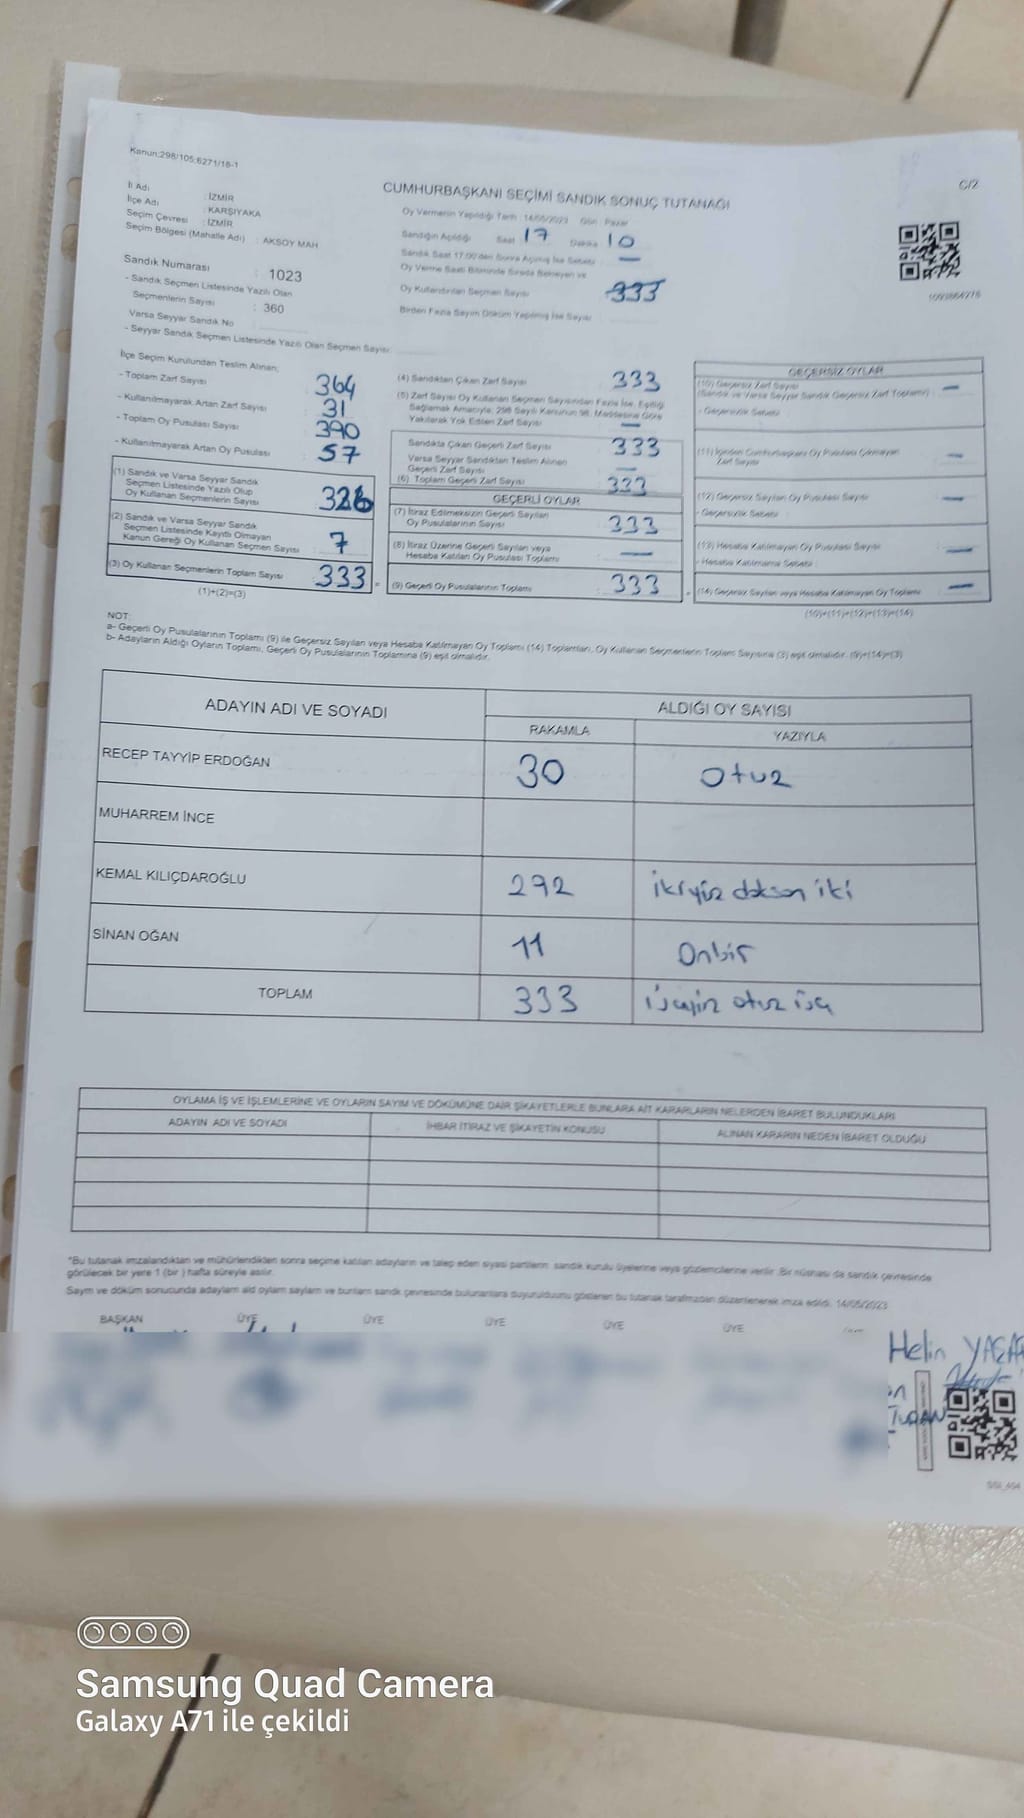 Kanun:298/105;6271/18-1
C/2
CUMHURBAŞKANI SEÇİMİ SANDIK SONUÇ TUTANAĞI
İl Adı : İZMİR
İlçe Adı : KARŞIYAKA
Seçim Çevresi : İZMİR
Seçim Bölgesi (Mahalle Adı) : AKSOY MAH
Oy Vermenin Yapıldığı Tarih : 14/05/2023 Gün : Pazar
Sandığın Açıldığı Saat : 17 Dakika : 10
Sandık Saat 17:00'den Sonra Açılmış İse Sebebi : —
Oy Verme Saati Bitiminde Sırada Bekleyen ve
Oy Kullandırılan Seçmen Sayısı : 333
Birden Fazla Sayım Döküm Yapılmış İse Sayısı :
Sandık Numarası : 1023
- Sandık Seçmen Listesinde Yazılı Olan
Seçmenlerin Sayısı : 360
Varsa Seyyar Sandık No :
- Seyyar Sandık Seçmen Listesinde Yazılı Olan Seçmen Sayısı:
İlçe Seçim Kurulundan Teslim Alınan;
- Toplam Zarf Sayısı : 364
- Kullanılmayarak Artan Zarf Sayısı : 31
- Toplam Oy Pusulası Sayısı : 390
- Kullanılmayarak Artan Oy Pusulası : 57
(1) Sandık ve Varsa Seyyar Sandık
Seçmen Listesinde Yazılı Olup
Oy Kullanan Seçmenlerin Sayısı : 326
(2) Sandık ve Varsa Seyyar Sandık
Seçmen Listesinde Kayıtlı Olmayan
Kanun Gereği Oy Kullanan Seçmen Sayısı : 7
(3) Oy Kullanan Seçmenlerin Toplam Sayısı : 333 =
(1)+(2)=(3)
(4) Sandıktan Çıkan Zarf Sayısı : 333
(5) Zarf Sayısı Oy Kullanan Seçmen Sayısından Fazla İse, Eşitliği
Sağlamak Amacıyla, 298 Sayılı Kanunun 98. Maddesine Göre
Yakılarak Yok Edilen Zarf Sayısı : —
Sandıkta Çıkan Geçerli Zarf Sayısı : 333
Varsa Seyyar Sandıktan Teslim Alınan
Geçerli Zarf Sayısı : —
(6) Toplam Geçerli Zarf Sayısı : 333
GEÇERLİ OYLAR
(7) İtiraz Edilmeksizin Geçerli Sayılan
Oy Pusulalarının Sayısı : 333
(8) İtiraz Üzerine Geçerli Sayılan veya
Hesaba Katılan Oy Pusulası Toplamı : —
(9) Geçerli Oy Pusulalarının Toplamı : 333
GEÇERSİZ OYLAR
(10) Geçersiz Zarf Sayısı
(Sandık ve Varsa Seyyar Sandık Geçersiz Zarf Toplamı) : —
- Geçersizlik Sebebi :
(11) İçinden Cumhurbaşkanı Oy Pusulası Çıkmayan
Zarf Sayısı : —
(12) Geçersiz Sayılan Oy Pusulası Sayısı : —
- Geçersizlik Sebebi :
(13) Hesaba Katılmayan Oy Pusulası Sayısı : —
- Hesaba Katılmama Sebebi :
(14) Geçersiz Sayılan veya Hesaba Katılmayan Oy Toplamı : —
(10)+(11)+(12)+(13)=(14)
NOT:
a- Geçerli Oy Pusulalarının Toplamı (9) ile Geçersiz Sayılan veya Hesaba Katılmayan Oy Toplamı (14) Toplamları, Oy Kullanan Seçmenlerin Toplam Sayısına (3) eşit olmalıdır. (9)+(14)=(3)
b- Adayların Aldığı Oyların Toplamı, Geçerli Oy Pusulalarının Toplamına (9) eşit olmalıdır.
ADAYIN ADI VE SOYADI
ALDIĞI OY SAYISI
RAKAMLA YAZIYLA
RECEP TAYYİP ERDOĞAN 30 Otuz
MUHARREM İNCE
KEMAL KILIÇDAROĞLU 292 ikiyüz doksan iki
SİNAN OĞAN 11 Onbir
TOPLAM 333 üçyüz otuz üç
OYLAMA İŞ VE İŞLEMLERİNE VE OYLARIN SAYIM VE DÖKÜMÜNE DAİR ŞİKAYETLERLE BUNLARA AİT KARARLARIN NELERDEN İBARET BULUNDUKLARI
ADAYIN ADI VE SOYADI İHBAR İTİRAZ VE ŞİKAYETİN KONUSU ALINAN KARARIN NEDEN İBARET OLDUĞU
*Bu tutanak imzalandıktan ve mühürlendikten sonra seçime katılan adayların ve talep eden siyasi partilerin sandık kurulu üyelerine veya gözlemcilerine verilir. Bir nüshası da sandık çevresinde
görülecek bir yere 1 (bir ) hafta süreyle asılır.
Sayım ve döküm sonucunda adayların ald oyların sayıları ve bunların sandık çevresinde bulunanlara duyurulduunu gösteren bu tutanak tarafımızdan düzenlenerek imza edildi. 14/05/2023
BAŞKAN ÜYE ÜYE ÜYE ÜYE ÜYE
Helin
TURAN
Samsung Quad Camera
Galaxy A71 ile çekildi